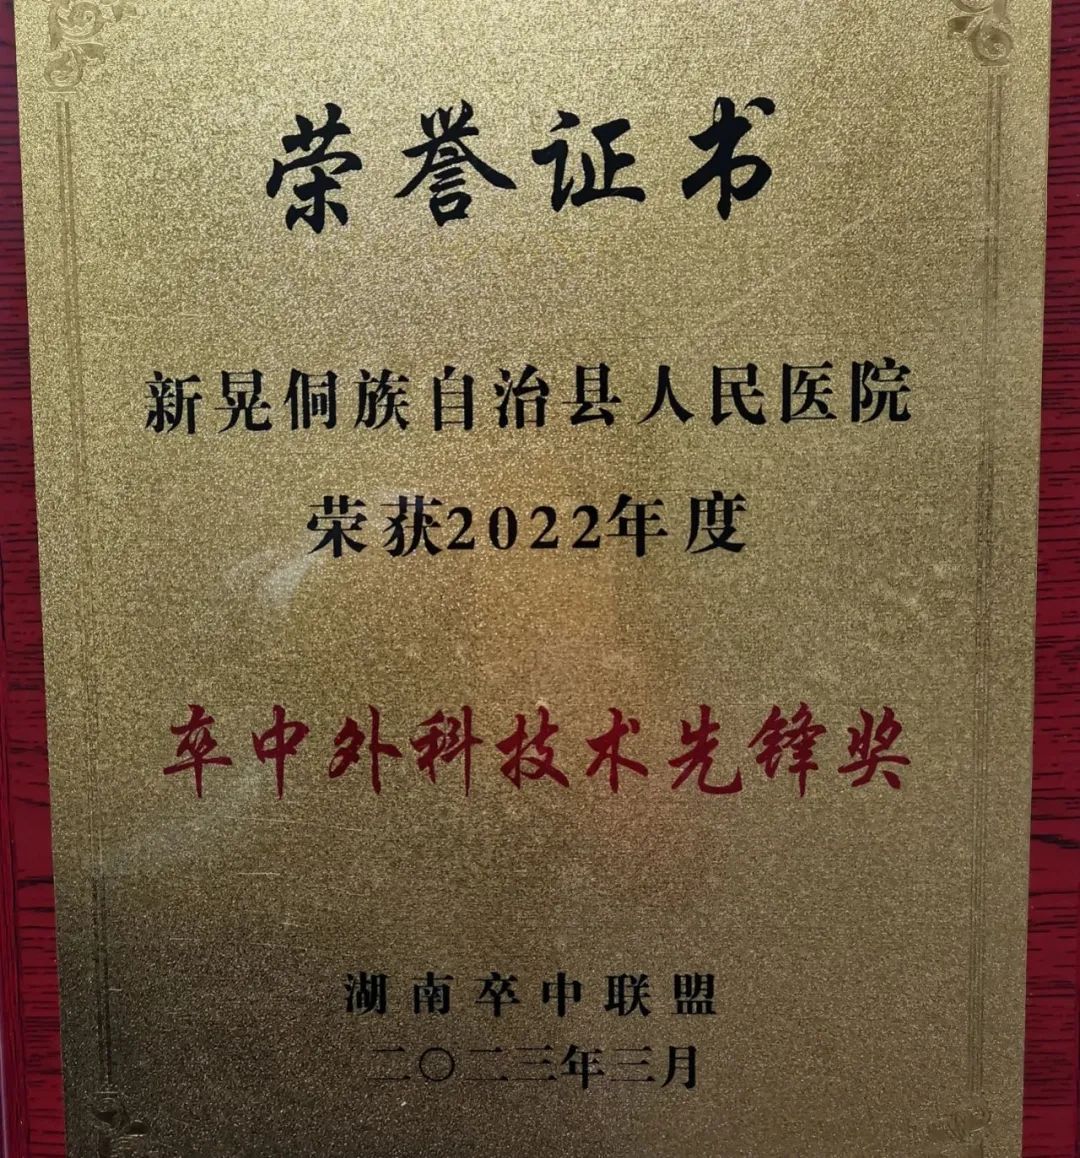 荣誉证书
新晃侗族自治县人民医院
荣获2022年度
卒中外科技术先锋奖
湖南卒中联盟
二〇二三年三月